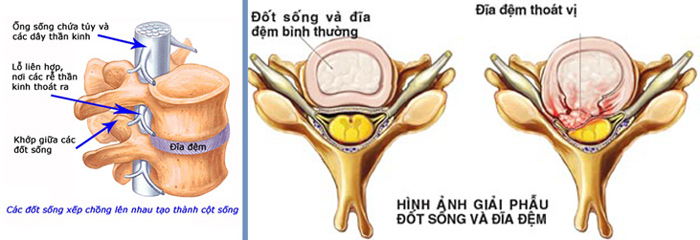 Ống sống chứa tủy và
các dây thần kinh
Lỗ liên hợp,
nơi các rễ thần
kinh thoát ra
Khớp giữa các
đốt sống
Đĩa đệm
Các đốt sống xếp chồng lên nhau tạo thành cột sống
Đốt sống và đĩa
đệm bình thường
Đĩa đệm thoát vị
HÌNH ẢNH GIẢI PHẪU
ĐỐT SỐNG VÀ ĐĨA ĐỆM